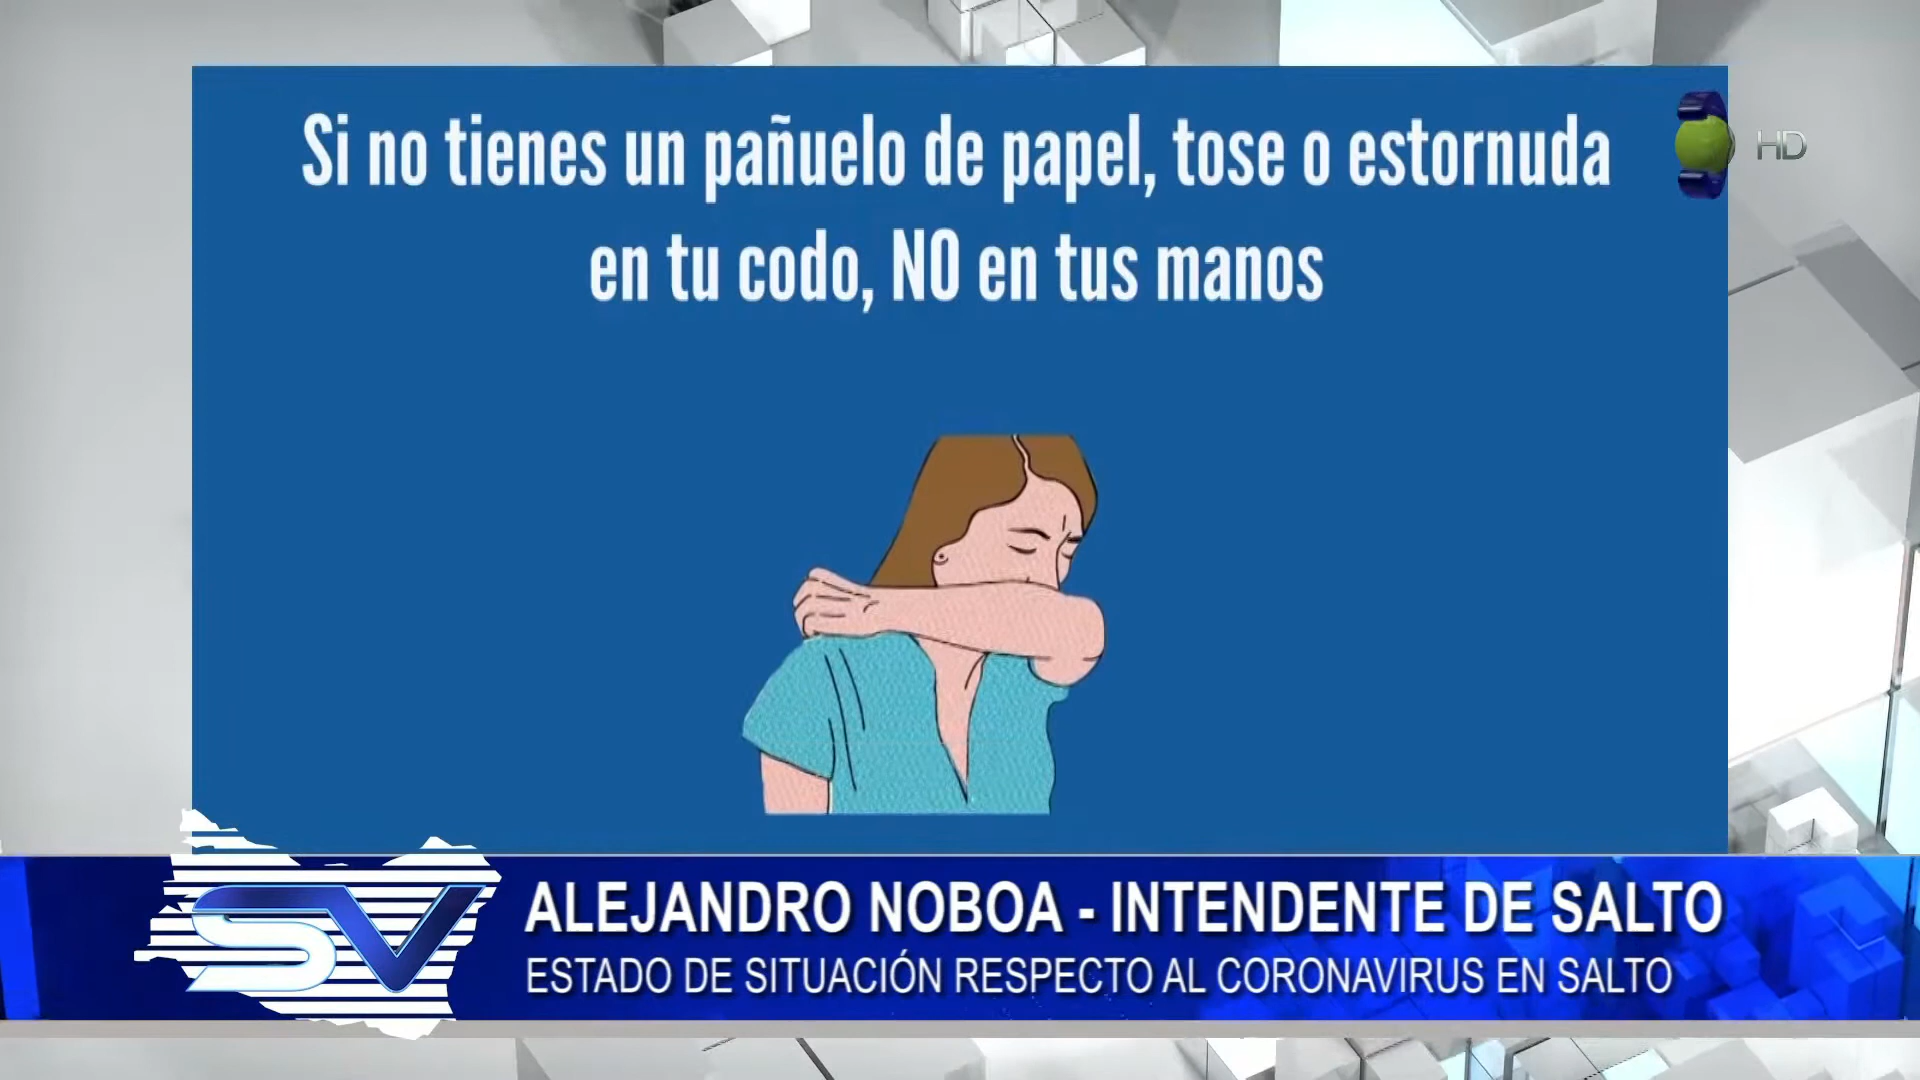 Si no tienes un pañuelo de papel, tose o estornuda
en tu codo, NO en tus manos
HD
SV
ALEJANDRO NOBOA - INTENDENTE DE SALTO
ESTADO DE SITUACIÓN RESPECTO AL CORONAVIRUS EN SALTO